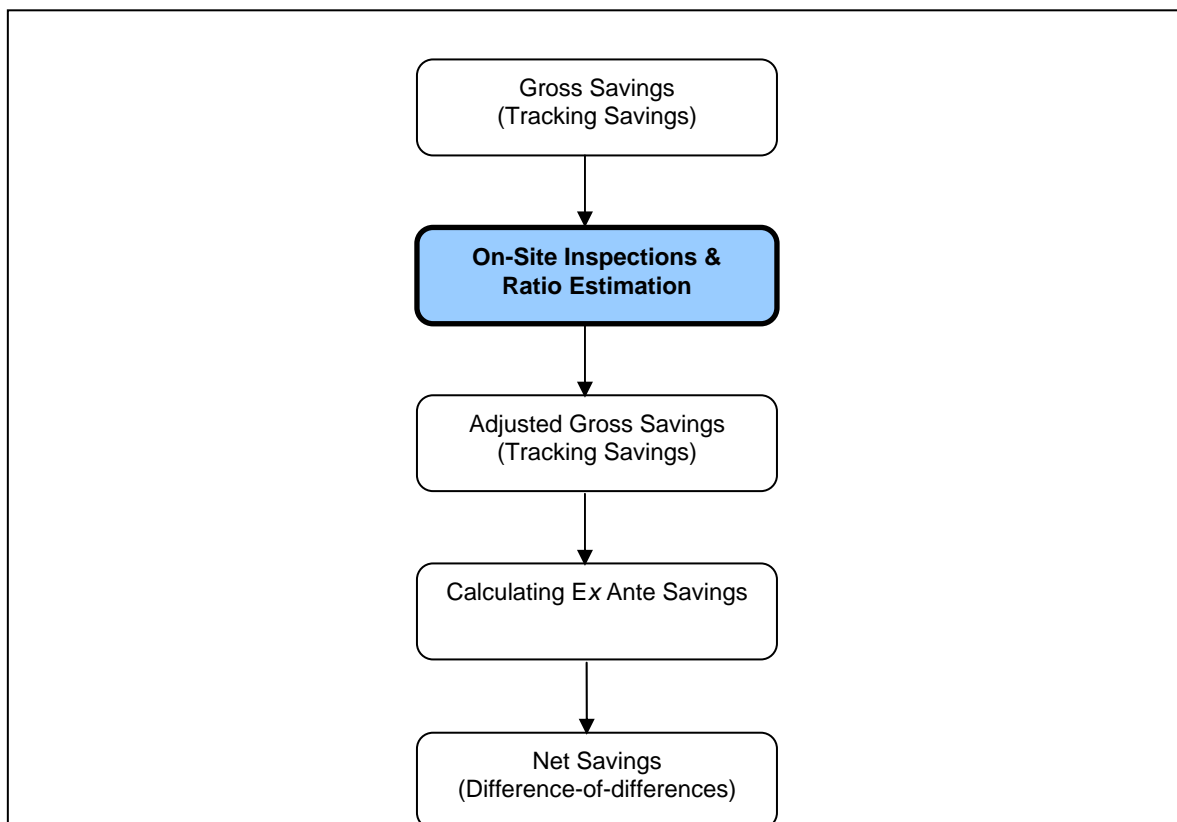 Gross Savings
(Tracking Savings)
On-Site Inspections &
Ratio Estimation
Adjusted Gross Savings
(Tracking Savings)
Calculating Ex Ante Savings
Net Savings
(Difference-of-differences)